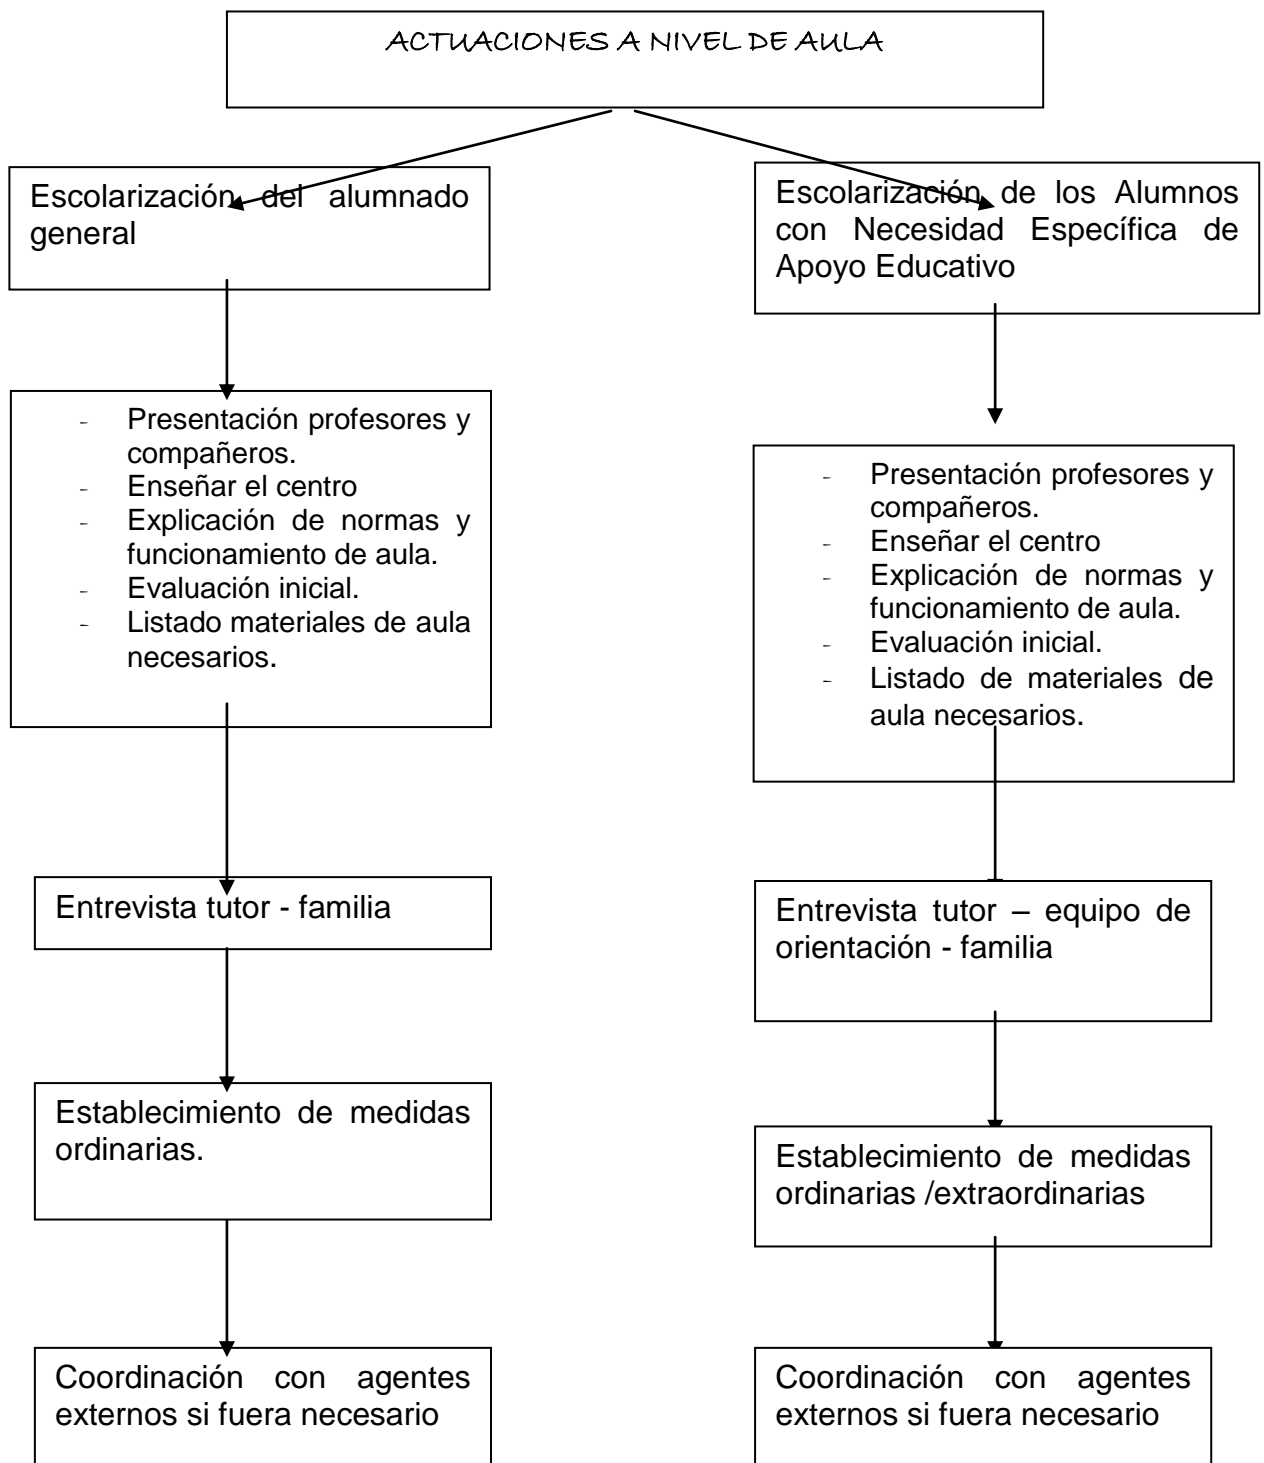 ACTUACIONES A NIVEL DE AULA
Escolarización del alumnado
general
- Presentación profesores y
compañeros.
- Enseñar el centro
- Explicación de normas y
funcionamiento de aula.
- Evaluación inicial.
- Listado materiales de aula
necesarios.
Entrevista tutor - familia
Establecimiento de medidas
ordinarias.
Coordinación con agentes
externos si fuera necesario
Escolarización de los Alumnos
con Necesidad Específica de
Apoyo Educativo
- Presentación profesores y
compañeros.
- Enseñar el centro
- Explicación de normas y
funcionamiento de aula.
- Evaluación inicial.
- Listado de materiales de
aula necesarios.
Entrevista tutor – equipo de
orientación - familia
Establecimiento de medidas
ordinarias /extraordinarias
Coordinación con agentes
externos si fuera necesario